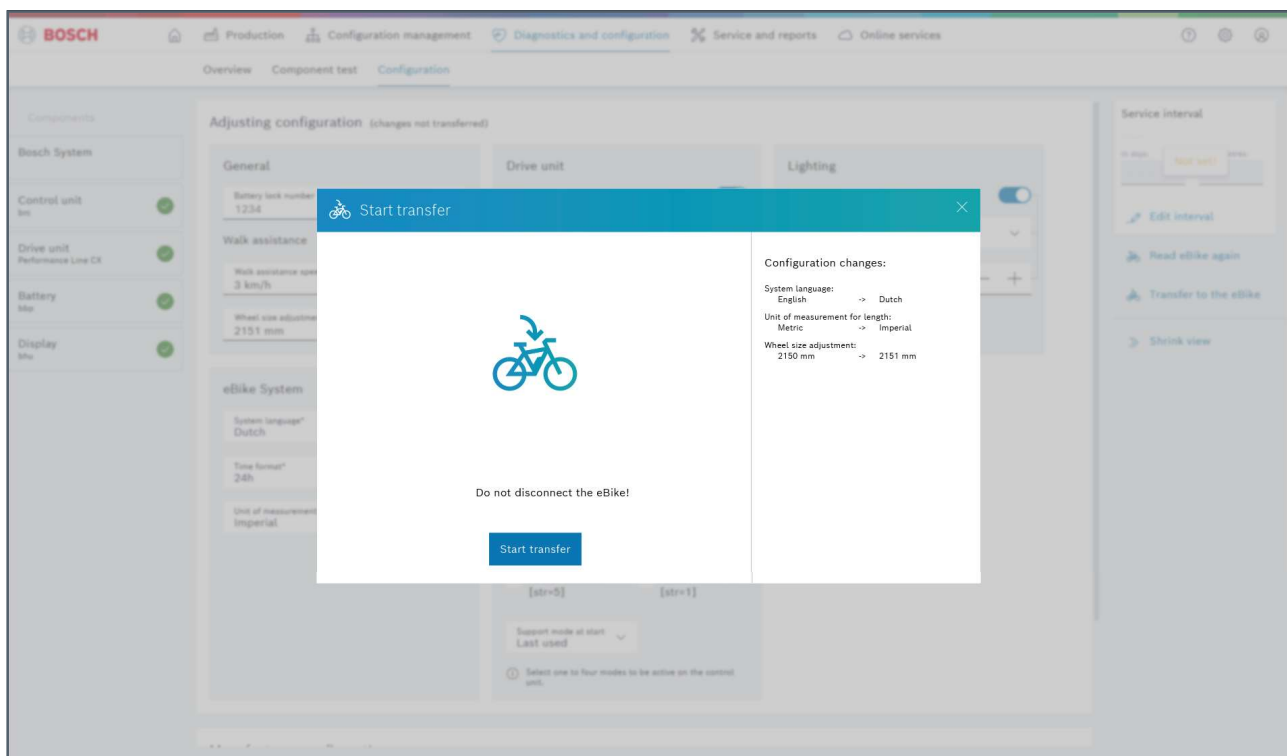 BOSCH
Production
Configuration management
Diagnostics and configuration
Service and reports
Online services
Overview
Component test
Configuration
Components
Bosch System
Control unit
Drive unit
Performance Line CX
Battery
Display
Adjusting configuration (changes not transferred)
General
Battery lock number
1234
Walk assistance
3 km/h
2151 mm
Drive unit
Lighting
eBike System
System language*
Dutch
Time format*
24h
Unit of measurement
Imperial
Start transfer
Do not disconnect the eBike!
Start transfer
Configuration changes:
System language:
English -> Dutch
Unit of measurement for length:
Metric -> Imperial
Wheel size adjustment:
2150 mm -> 2151 mm
[str=5]
[str=1]
Support mode at start
Last used
Select one to four modes to be active on the control
unit.
Service interval
Not set!
Edit interval
Read eBike again
Transfer to the eBike
Shrink view